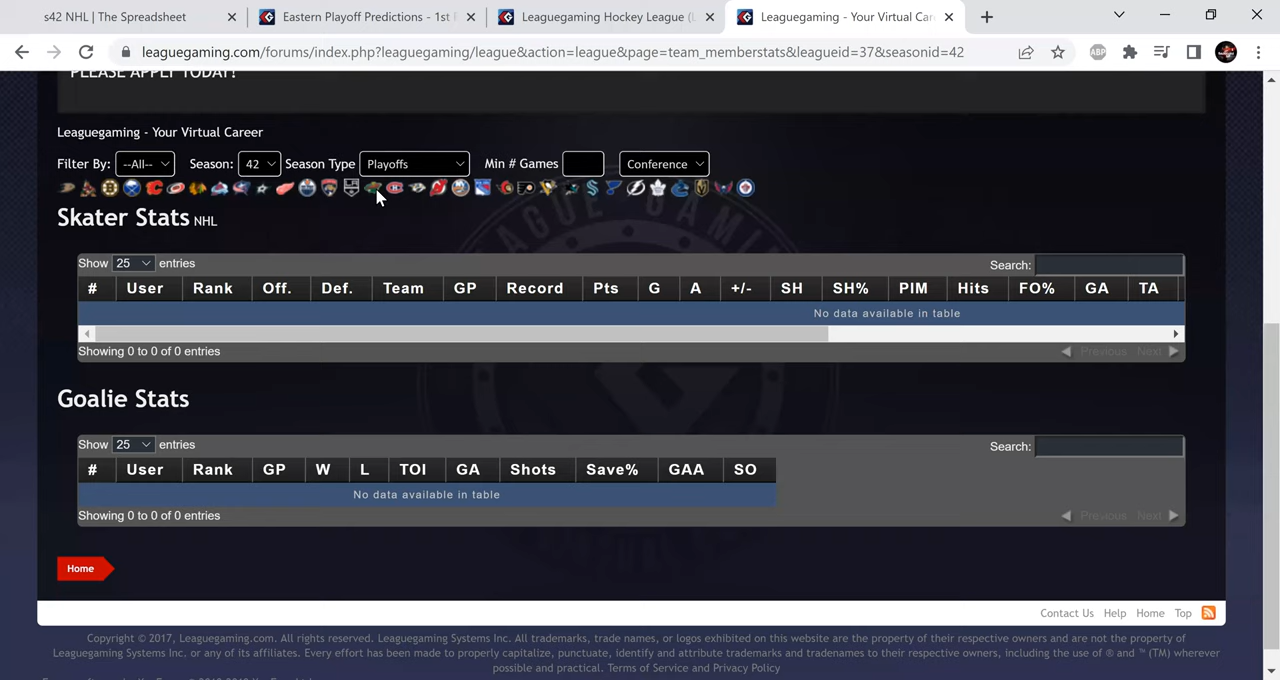 s42 NHL | The Spreadsheet
Eastern Playoff Predictions - 1st
Leaguegaming Hockey League (
Leaguegaming - Your Virtual Car
leaguegaming.com/forums/index.php?leaguegaming/league&action=league&page=team_memberstats&leagueid=37&seasonid=42
ABP
PLEASE APPLY TODAY!
Leaguegaming - Your Virtual Career
Filter By: --All-- Season: 42 Season Type Playoffs Min # Games Conference
Skater Stats NHL
Show 25 entries Search:
# User Rank Off. Def. Team GP Record Pts G A +/- SH SH% PIM Hits FO% GA TA
No data available in table
Showing 0 to 0 of 0 entries Previous Next
Goalie Stats
Show 25 entries Search:
# User Rank GP W L TOI GA Shots Save% GAA SO
No data available in table
Showing 0 to 0 of 0 entries Previous Next
Home
Contact Us Help Home Top
Copyright © 2017, Leaguegaming.com. All rights reserved. Leaguegaming Systems Inc. All trademarks, trade names, or logos exhibited on this website are the property of their respective owners and are not the property of
Leaguegaming Systems Inc. or any of its affiliates. Every effort has been made to properly capitalize, punctuate, identify and attribute trademarks and tradenames to their respective owners, including the use of ® and ™ (TM) wherever
possible and practical. Terms of Service and Privacy Policy